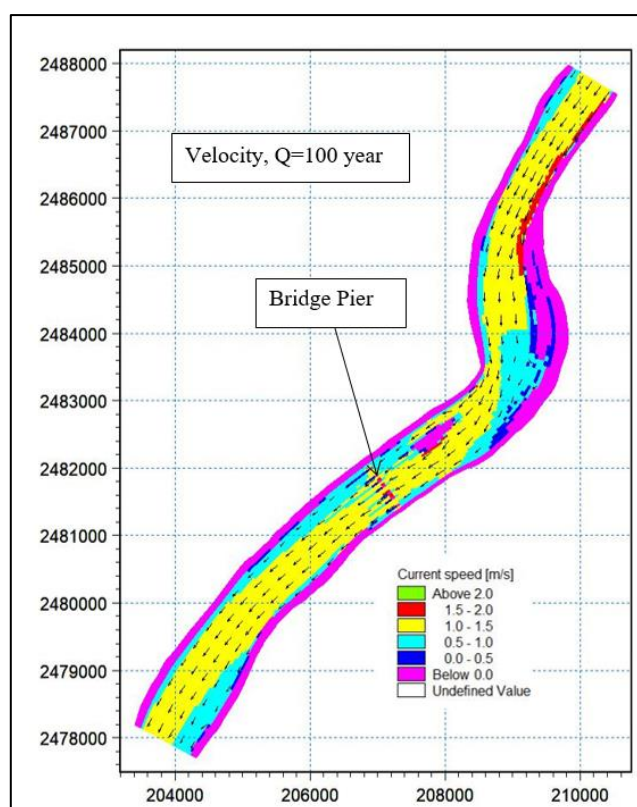 2488000
2487000
Velocity, Q=100 year
2486000
2485000
Bridge Pier
2484000
2483000
2482000
2481000
Current speed [m/s]
Above 2.0
1.5 - 2.0
2480000
1.0 - 1.5
0.5 - 1.0
0.0 - 0.5
2479000
Below 0.0
Undefined Value
2478000
204000 206000 208000 210000